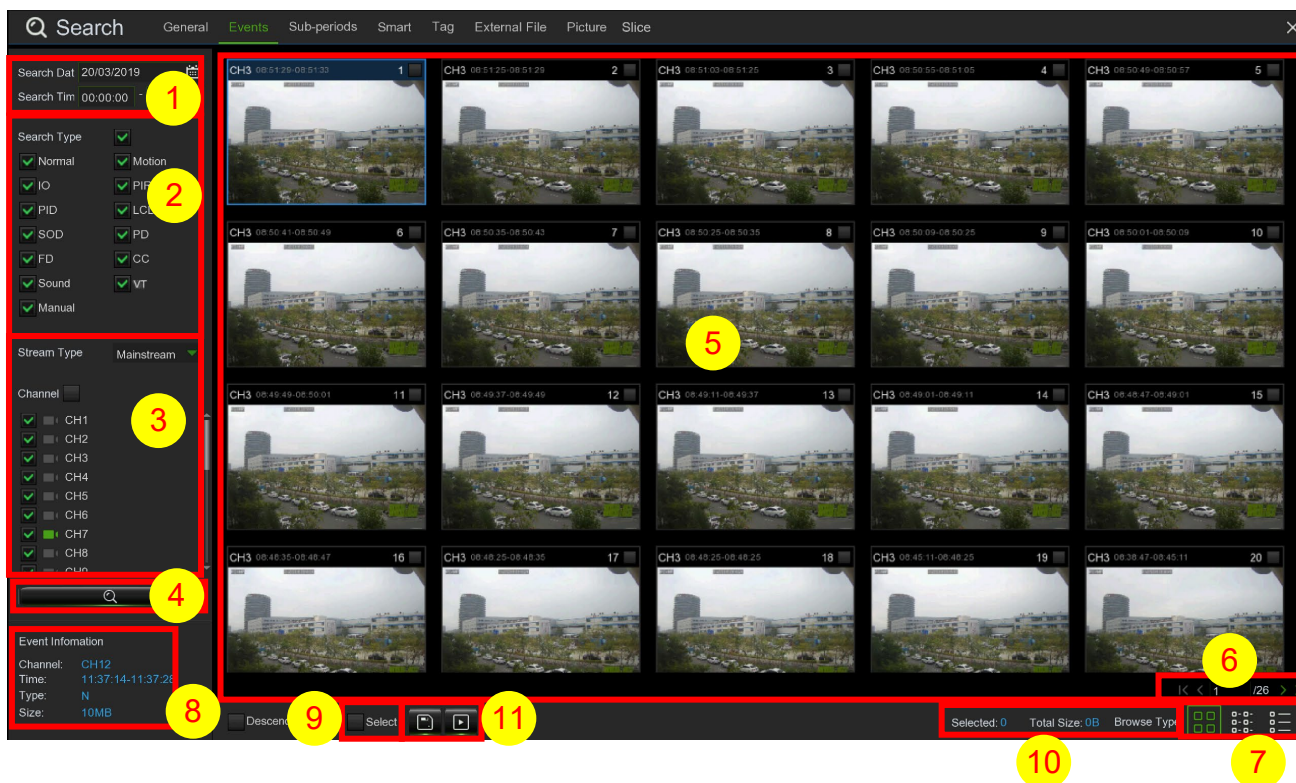 Search General Events Sub-periods Smart Tag External File Picture Slice
Search Dat 20/03/2019
Search Tim 00:00:00 -
1
Search Type
Normal Motion
IO
PID
SOD PD
FD CC
Sound VT
Manual
2
Stream Type Mainstream
Channel
3
CH1
CH2
CH3
CH4
CH5
CH6
CH7
CH8
4
Event Infomation
Channel: CH12
Time: 11:37:14-11:37:28
Type: N
Size: 10MB
8
CH3 08:51:29-08:51:33 1
CH3 08:51:25-08:51:29 2
CH3 08:51:03-08:51:25 3
CH3 08:50:55-08:51:05 4
CH3 08:50:49-08:50:57 5
CH3 08:50:41-08:50:49 6
CH3 08:50:35-08:50:43 7
CH3 08:50:25-08:50:35 8
CH3 08:50:09-08:50:25 9
CH3 08:50:01-08:50:09 10
5
CH3 08:49:49-08:50:01 11
CH3 08:49:37-08:49:49 12
CH3 08:49:11-08:49:37 13
CH3 08:49:01-08:49:11 14
CH3 08:48:47-08:49:01 15
CH3 08:48:35-08:48:47 16
CH3 08:48:25-08:48:35 17
CH3 08:48:25-08:48:25 18
CH3 08:45:11-08:48:25 19
CH3 08:38:47-08:45:11 20
6
1 /26
9
Select
11
Selected: 0 Total Size: 0B Browse Type
10
7